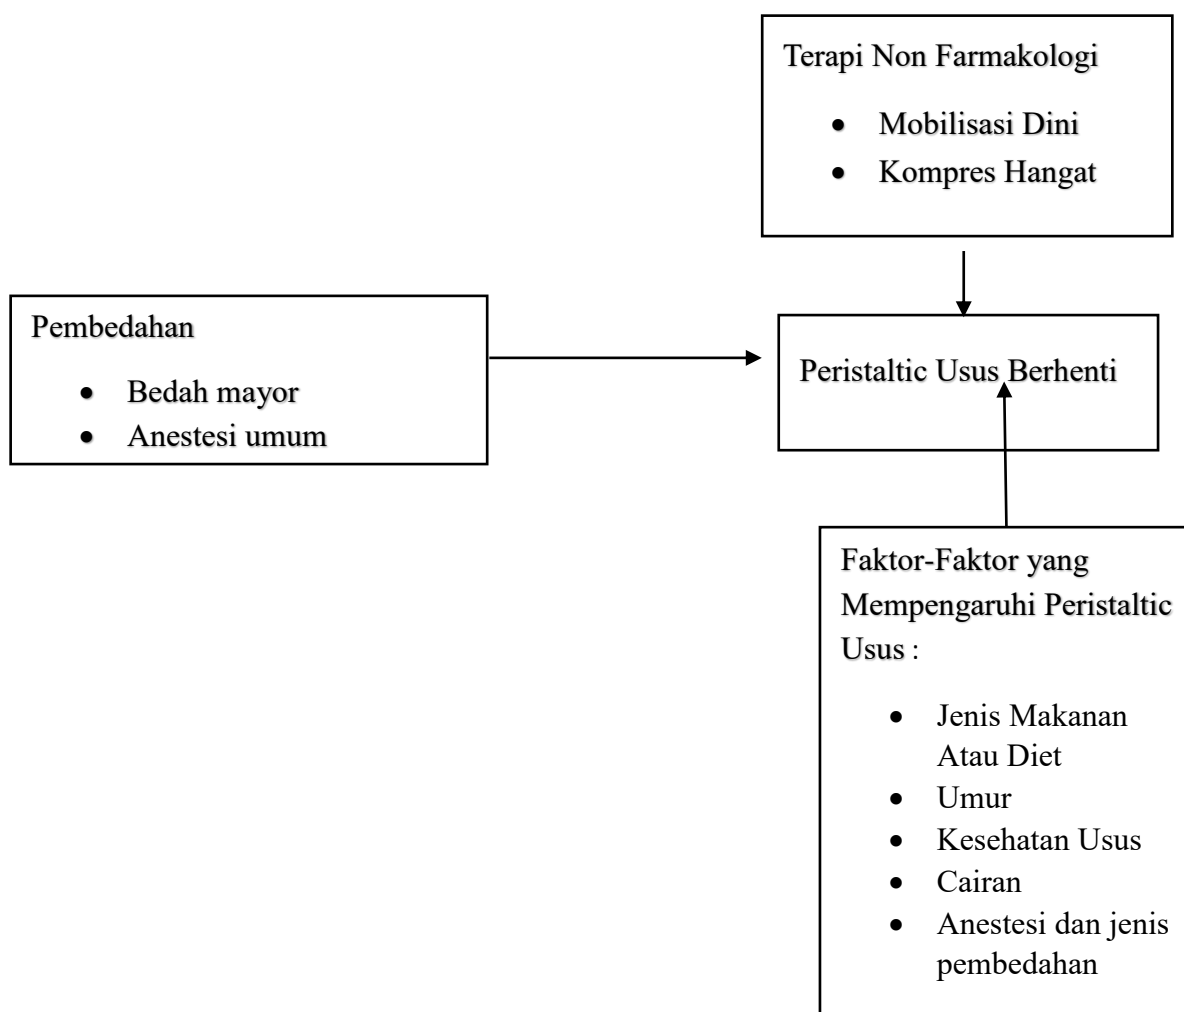 Terapi Non Farmakologi
• Mobilisasi Dini
• Kompres Hangat
Pembedahan
• Bedah mayor
• Anestesi umum
Peristaltic Usus Berhenti
Faktor-Faktor yang
Mempengaruhi Peristaltic
Usus :
• Jenis Makanan
Atau Diet
• Umur
• Kesehatan Usus
• Cairan
• Anestesi dan jenis
pembedahan